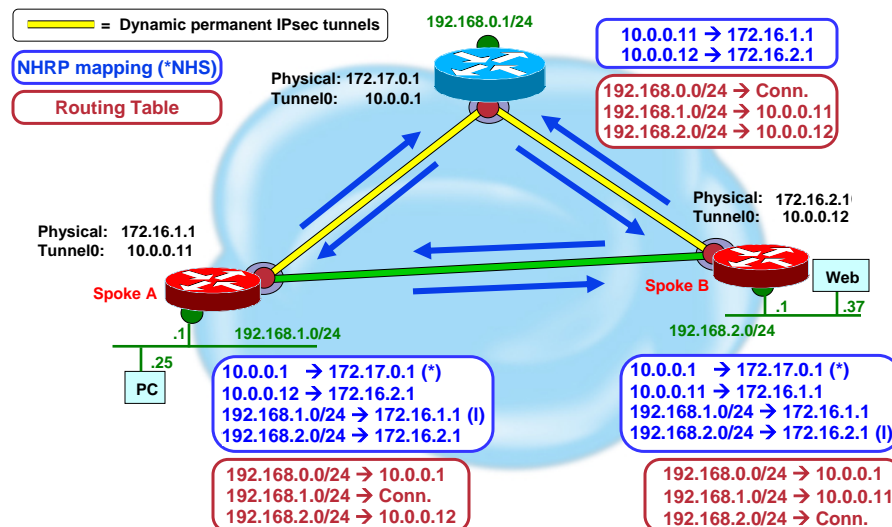 = Dynamic permanent IPsec tunnels
NHRP mapping (*NHS)
Routing Table
192.168.0.1/24
Physical: 172.17.0.1
Tunnel0: 10.0.0.1
10.0.0.11 → 172.16.1.1
10.0.0.12 → 172.16.2.1
192.168.0.0/24 → Conn.
192.168.1.0/24 → 10.0.0.11
192.168.2.0/24 → 10.0.0.12
Physical: 172.16.2.1
Tunnel0: 10.0.0.12
Physical: 172.16.1.1
Tunnel0: 10.0.0.11
Spoke A
Spoke B
Web
.1
192.168.1.0/24
.25
PC
192.168.2.0/24
.1
.37
10.0.0.1 → 172.17.0.1 (*)
10.0.0.12 → 172.16.2.1
192.168.1.0/24 → 172.16.1.1 (I)
192.168.2.0/24 → 172.16.2.1
192.168.0.0/24 → 10.0.0.1
192.168.1.0/24 → Conn.
192.168.2.0/24 → 10.0.0.12
10.0.0.1 → 172.17.0.1 (*)
10.0.0.11 → 172.16.1.1
192.168.1.0/24 → 172.16.1.1
192.168.2.0/24 → 172.16.2.1 (I)
192.168.0.0/24 → 10.0.0.1
192.168.1.0/24 → 10.0.0.11
192.168.2.0/24 → Conn.